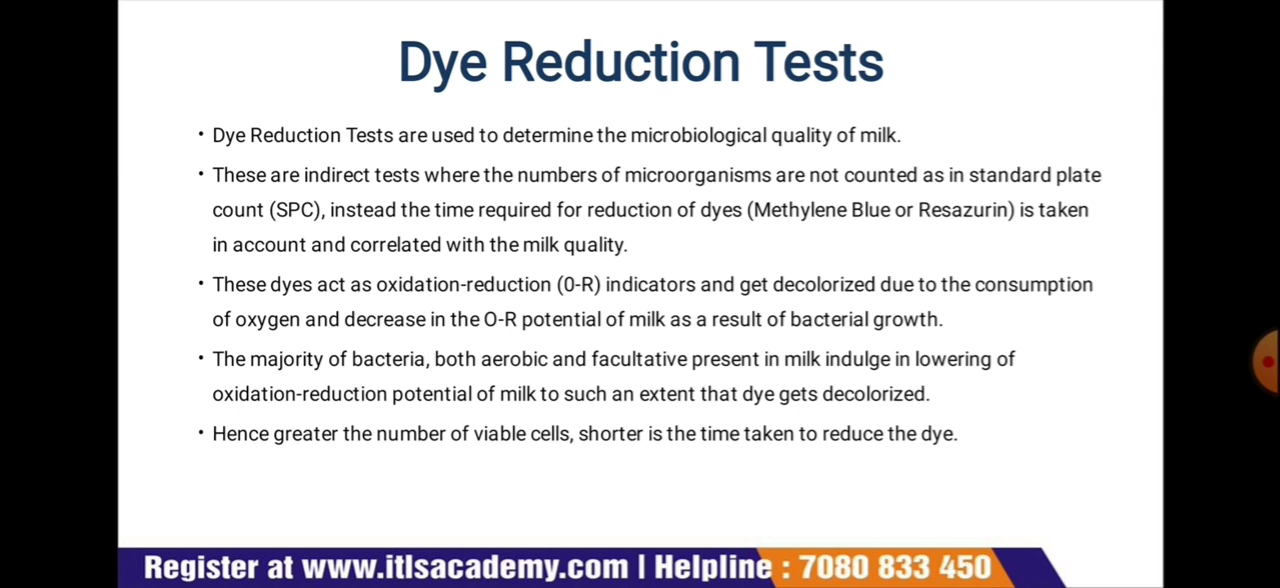 Dye Reduction Tests
• Dye Reduction Tests are used to determine the microbiological quality of milk.
• These are indirect tests where the numbers of microorganisms are not counted as in standard plate
count (SPC), instead the time required for reduction of dyes (Methylene Blue or Resazurin) is taken
in account and correlated with the milk quality.
• These dyes act as oxidation-reduction (0-R) indicators and get decolorized due to the consumption
of oxygen and decrease in the O-R potential of milk as a result of bacterial growth.
• The majority of bacteria, both aerobic and facultative present in milk indulge in lowering of
oxidation-reduction potential of milk to such an extent that dye gets decolorized.
• Hence greater the number of viable cells, shorter is the time taken to reduce the dye.
Register at www.itlsacademy.com | Helpline : 7080 833 450